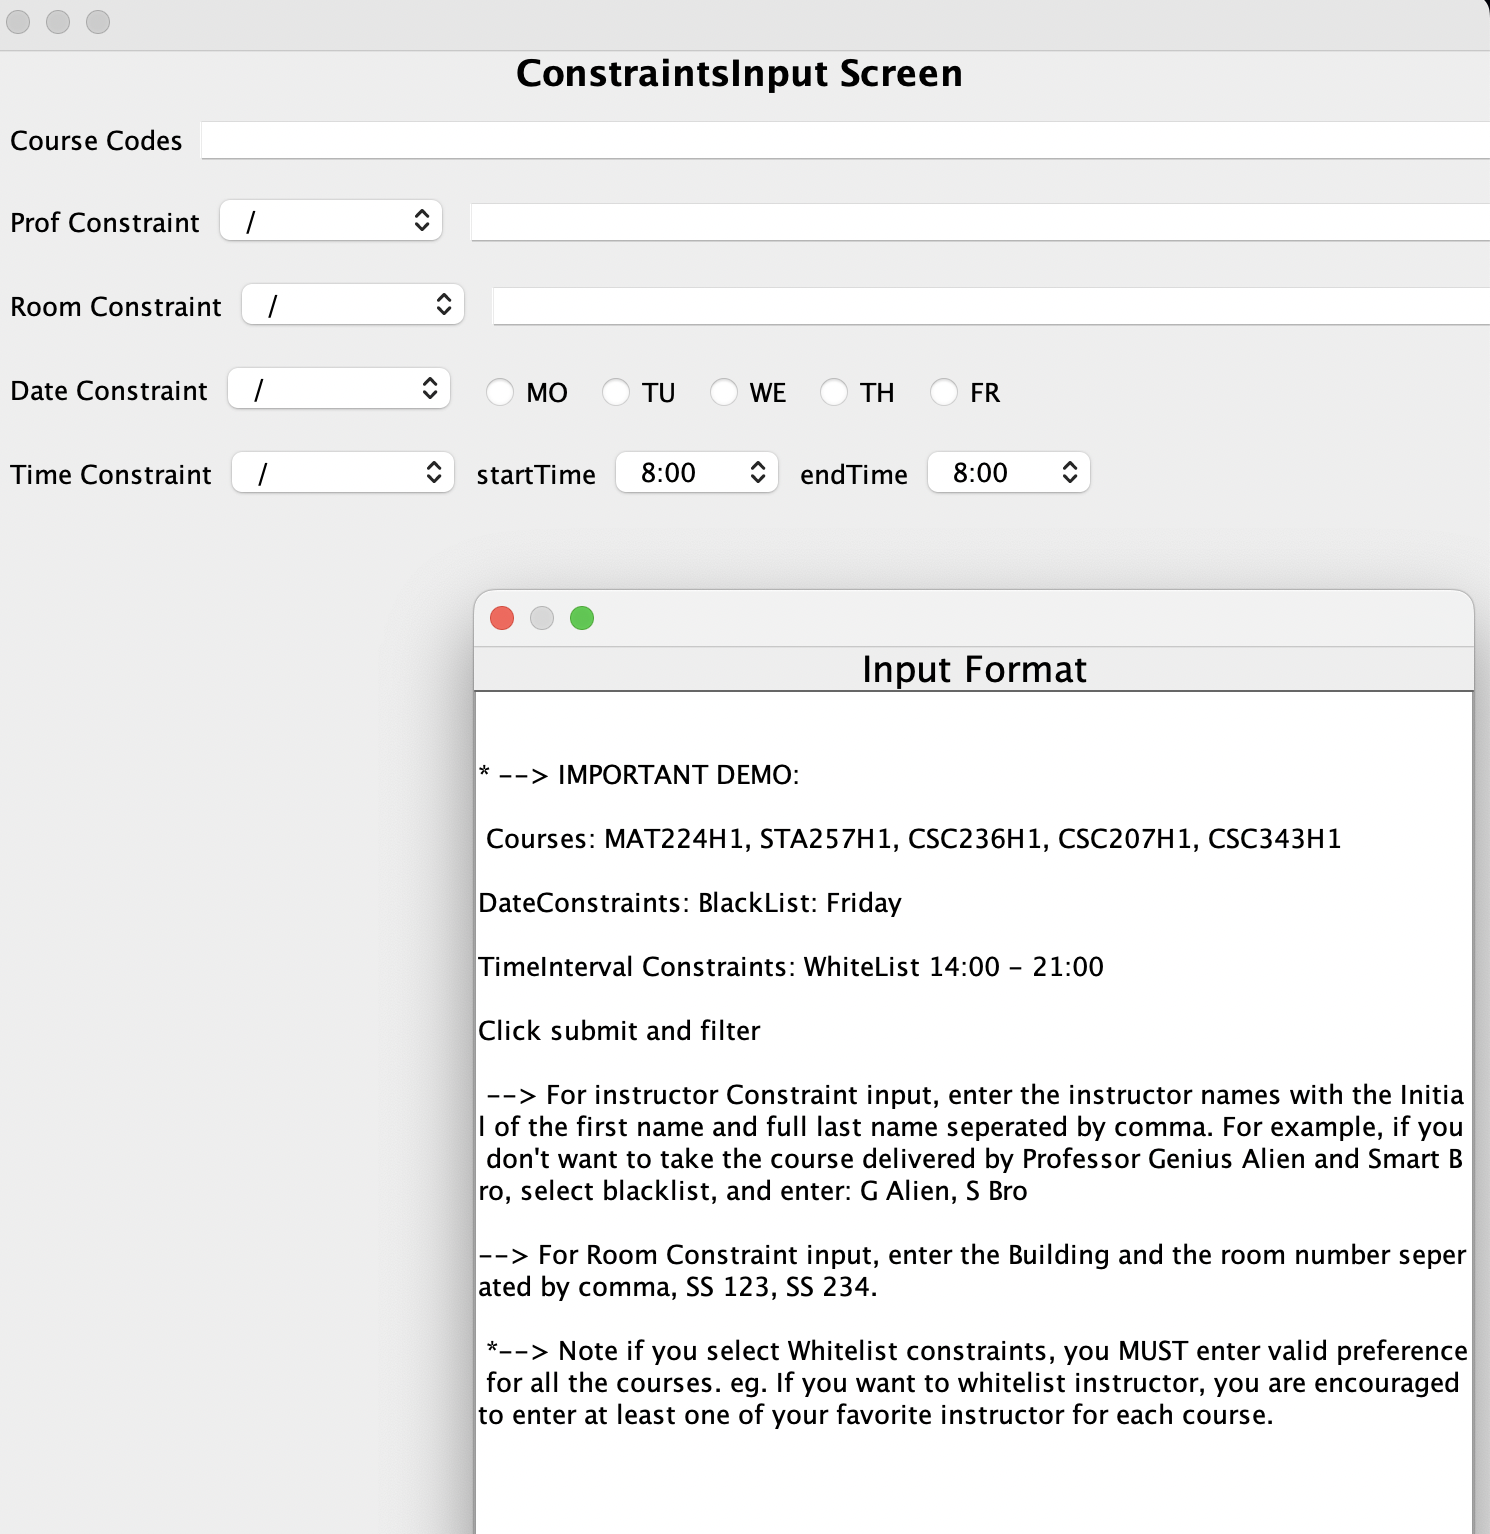 ConstraintsInput Screen
Course Codes
Prof Constraint /
Room Constraint /
Date Constraint / MO TU WE TH FR
Time Constraint / startTime 8:00 endTime 8:00
Input Format
* --> IMPORTANT DEMO:
Courses: MAT224H1, STA257H1, CSC236H1, CSC207H1, CSC343H1
DateConstraints: BlackList: Friday
TimeInterval Constraints: WhiteList 14:00 - 21:00
Click submit and filter
--> For instructor Constraint input, enter the instructor names with the Initia
l of the first name and full last name seperated by comma. For example, if you
don't want to take the course delivered by Professor Genius Alien and Smart B
ro, select blacklist, and enter: G Alien, S Bro
--> For Room Constraint input, enter the Building and the room number seper
ated by comma, SS 123, SS 234.
*--> Note if you select Whitelist constraints, you MUST enter valid preference
for all the courses. eg. If you want to whitelist instructor, you are encouraged
to enter at least one of your favorite instructor for each course.